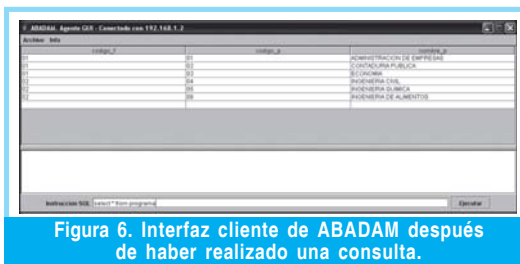 ABADAM. Agente GUI - Conectado con 192.168.1.2
Archivo Info
codigo_f codigo_p nombre_p
01 01 ADMINISTRACION DE EMPRESAS
01 02 CONTADURIA PUBLICA
01 03 ECONOMIA
02 04 INGENIERIA CIVIL
02 05 INGENIERIA QUIMICA
02 06 INGENIERIA DE ALIMENTOS
Instruccion SQL select * from programa Ejecutar
Figura 6. Interfaz cliente de ABADAM después
de haber realizado una consulta.